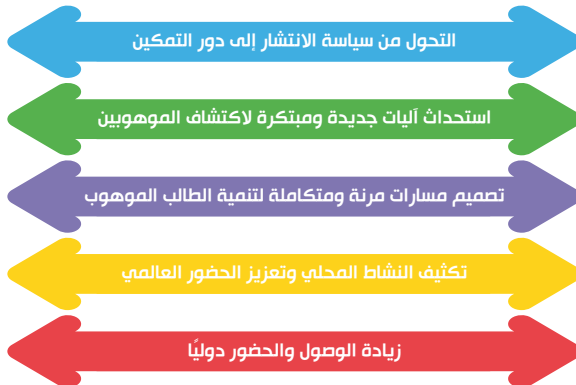 التحول من سياسة الانتشار إلى دور التمكين
استحداث آليات جديدة ومبتكرة لاكتشاف الموهوبين
تصميم مسارات مرنة ومتكاملة لتنمية الطالب الموهوب
تكثيف النشاط المحلي وتعزيز الحضور العالمي
زيادة الوصول والحضور دوليًا